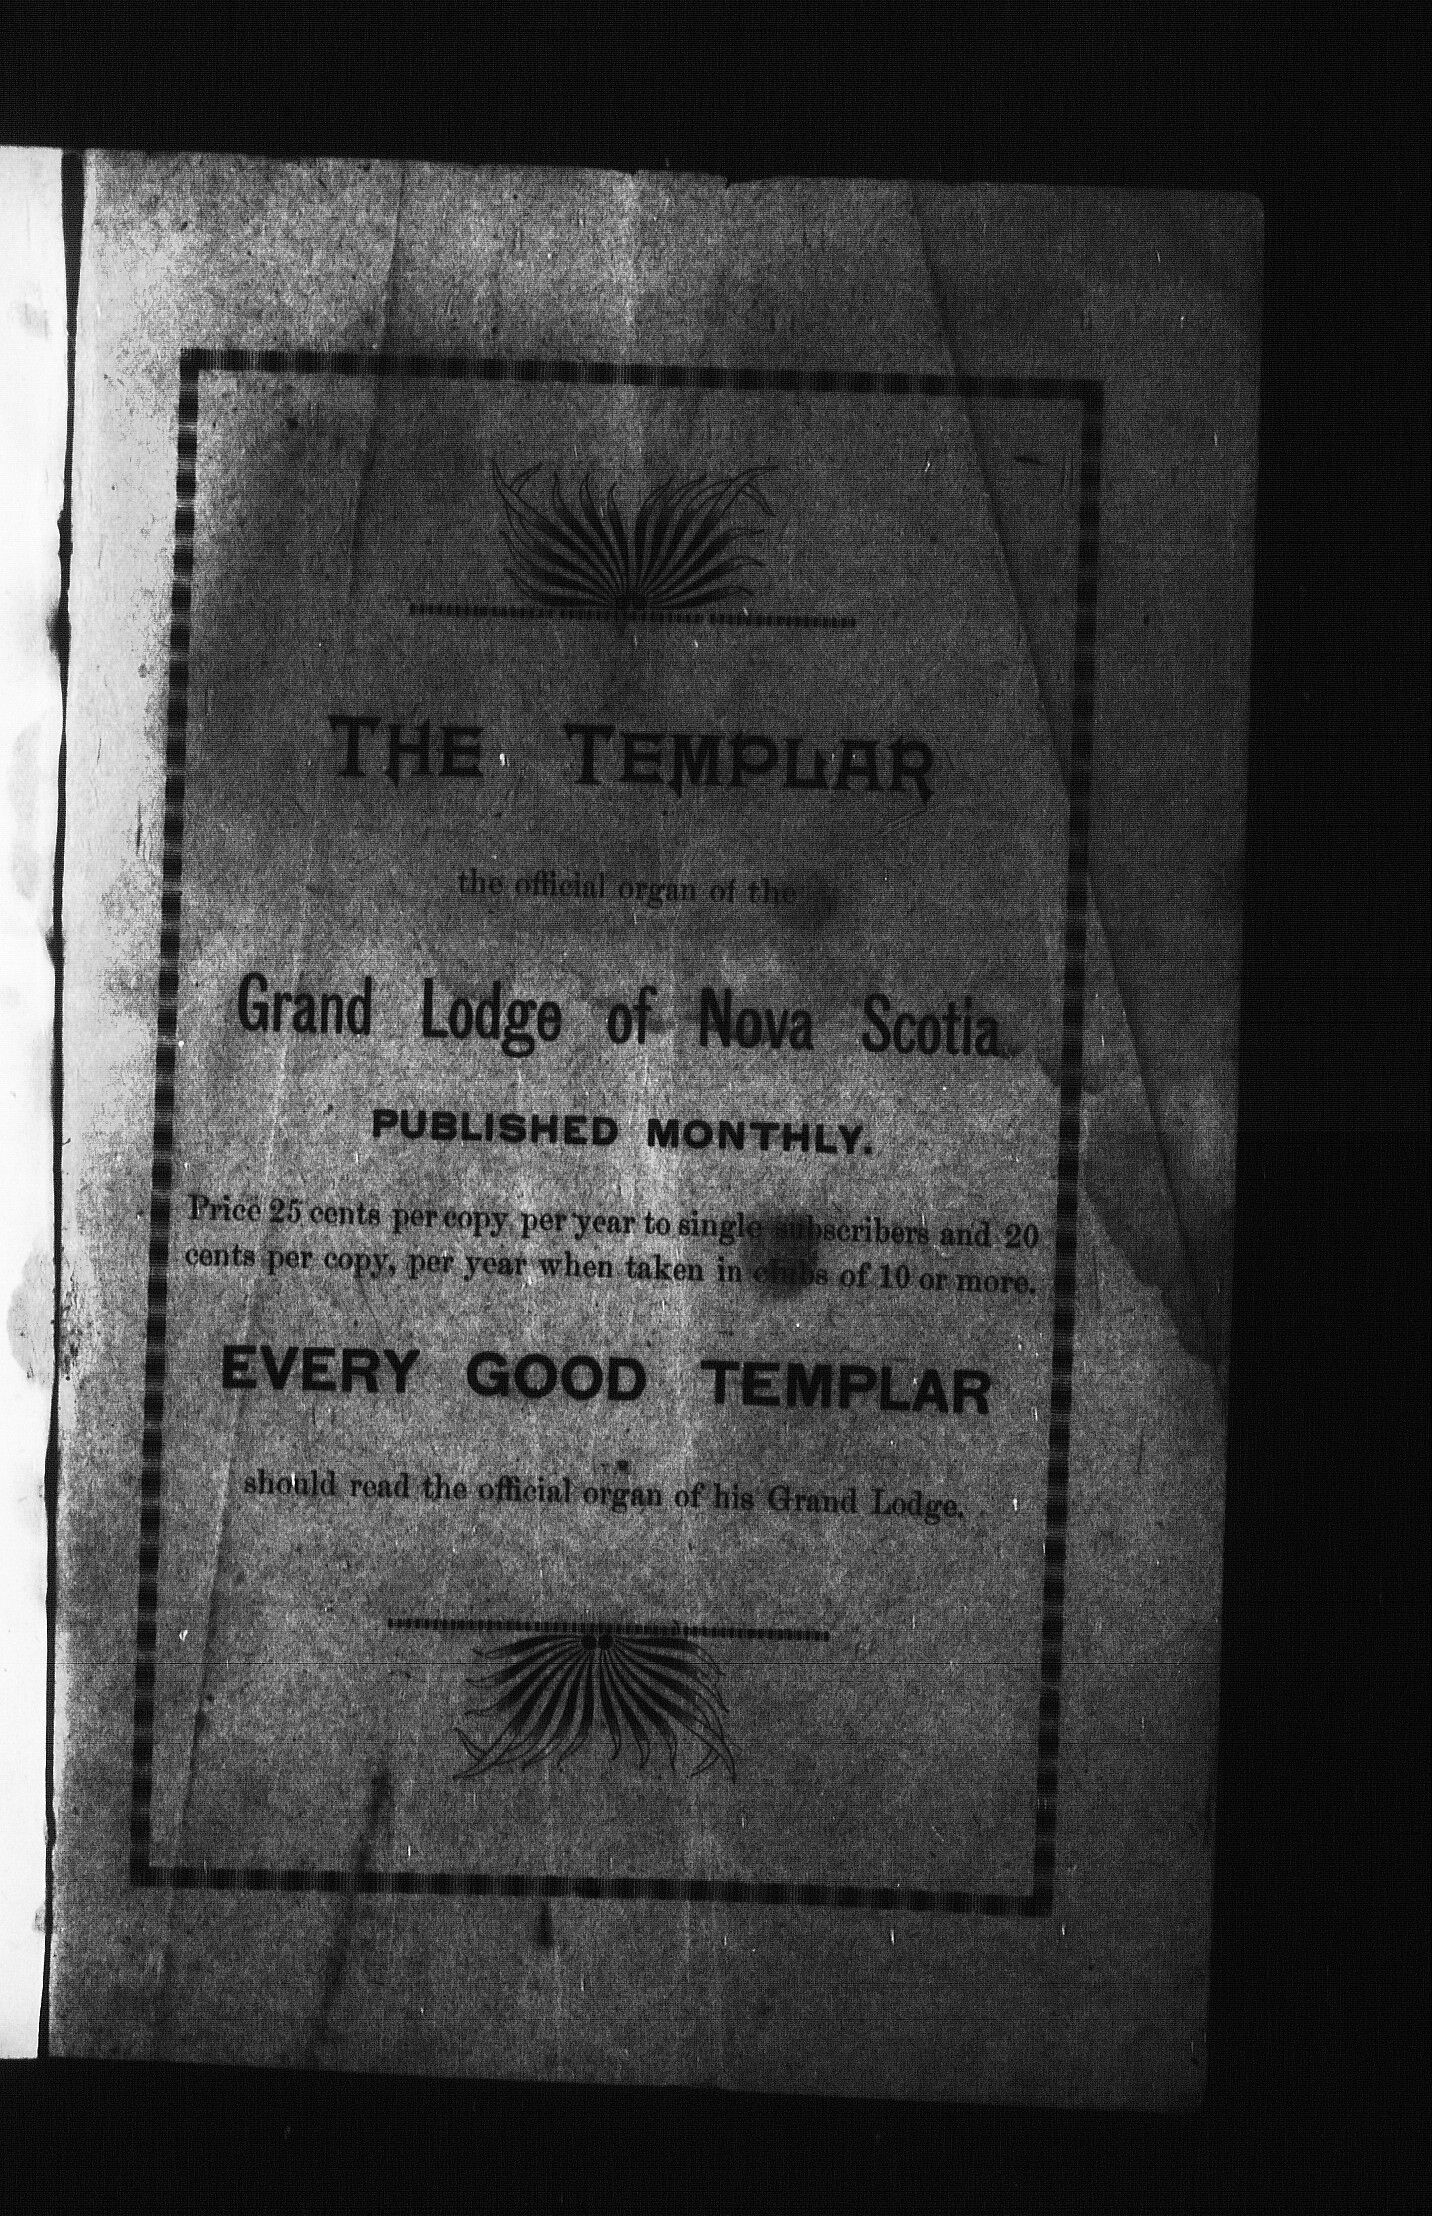 THE TEMPLAR
the official organ of the
Grand Lodge of Nova Scotia
PUBLISHED MONTHLY.
Price 25 cents per copy per year to single subscribers and 20
cents per copy, per year when taken in clubs of 10 or more.
EVERY GOOD TEMPLAR
should read the official organ of his Grand Lodge.